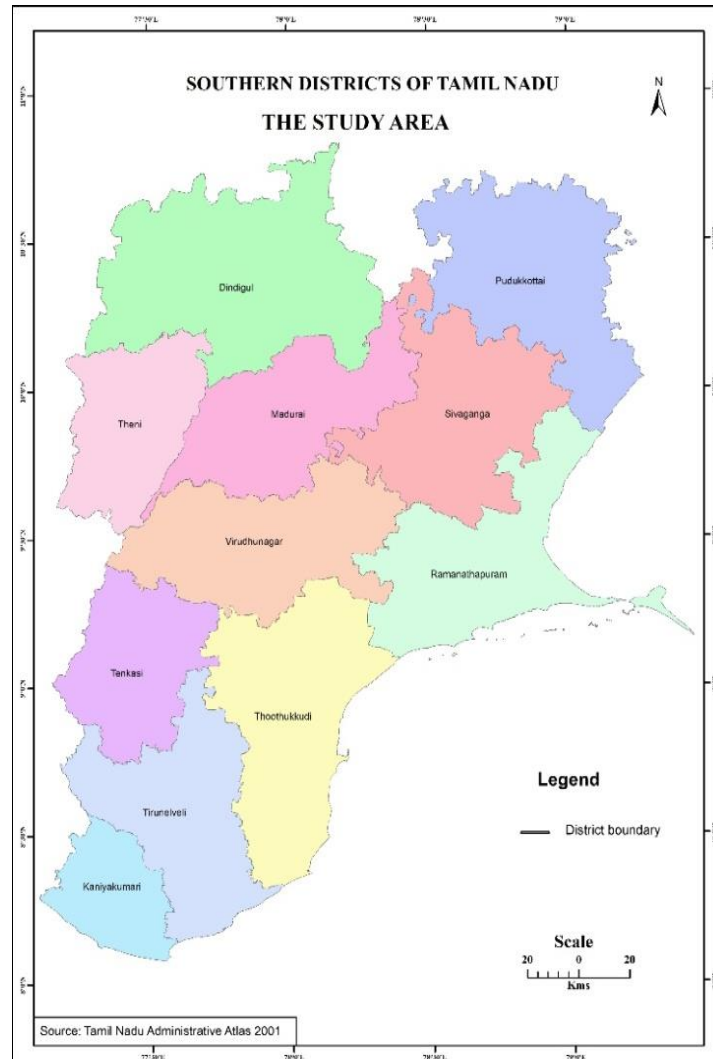 SOUTHERN DISTRICTS OF TAMIL NADU
THE STUDY AREA
N
Dindigul
Pudukkottai
Theni
Madurai
Sivaganga
Virudhunagar
Ramanathapuram
Tenkasi
Thoothukkudi
Tirunelveli
Kaniyakumari
Legend
District boundary
Scale
20 0 20
Kms
Source: Tamil Nadu Administrative Atlas 2001